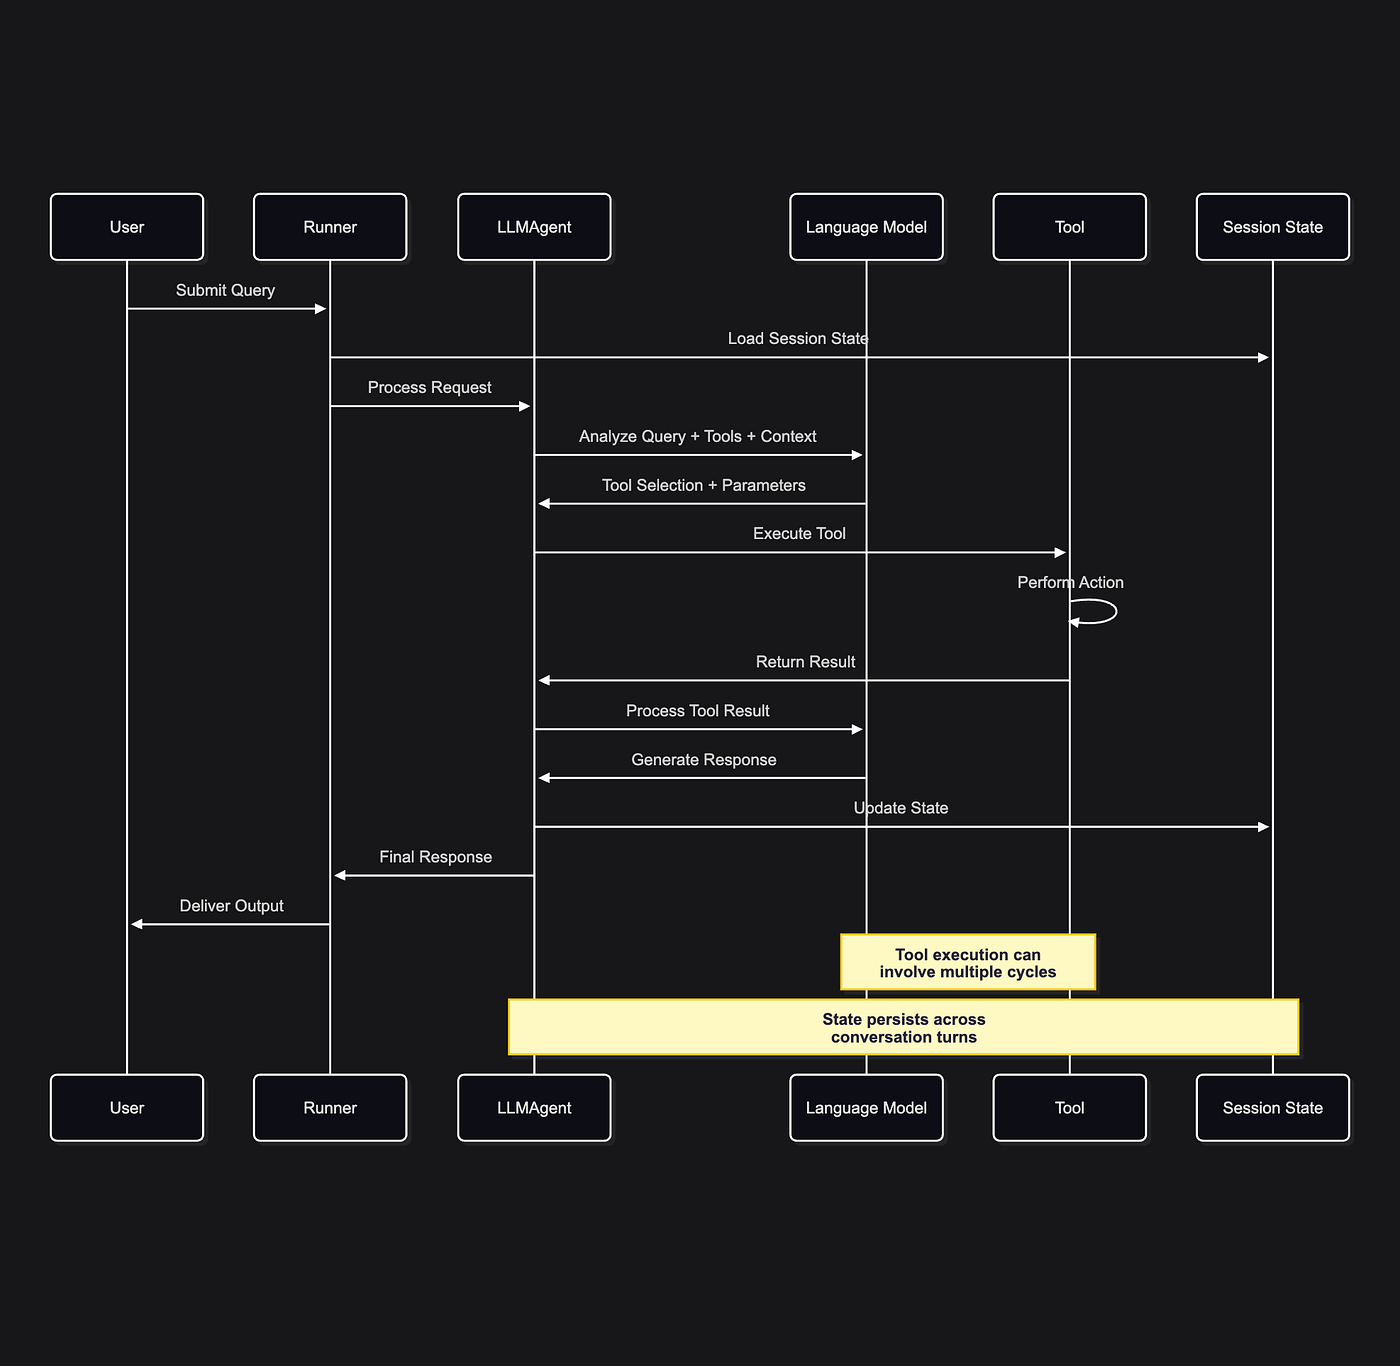 User
Runner
LLMAgent
Language Model
Tool
Session State
Submit Query
Load Session State
Process Request
Analyze Query + Tools + Context
Tool Selection + Parameters
Execute Tool
Perform Action
Return Result
Process Tool Result
Generate Response
Update State
Final Response
Deliver Output
Tool execution can
involve multiple cycles
State persists across
conversation turns
User
Runner
LLMAgent
Language Model
Tool
Session State